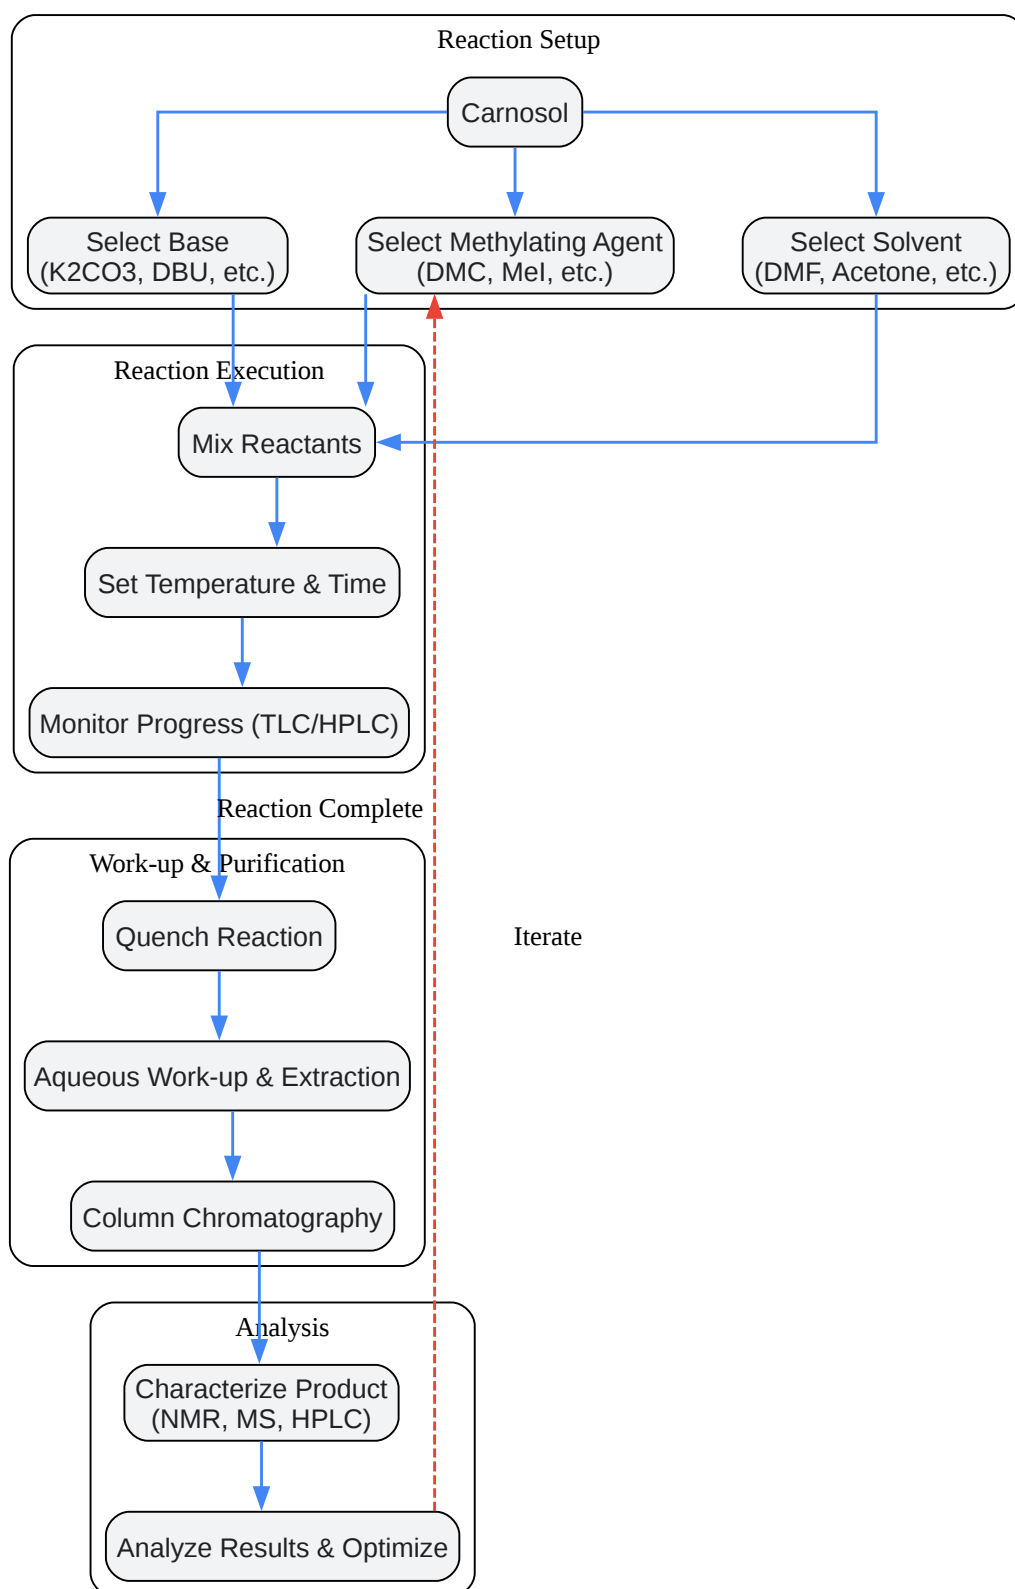 Reaction Setup
Carnosol
Select Base
(K2CO3, DBU, etc.)
Select Methylating Agent
(DMC, MeI, etc.)
Select Solvent
(DMF, Acetone, etc.)
Reaction Execution
Mix Reactants
Set Temperature & Time
Monitor Progress (TLC/HPLC)
Reaction Complete
Work-up & Purification
Quench Reaction
Iterate
Aqueous Work-up & Extraction
Column Chromatography
Analysis
Characterize Product
(NMR, MS, HPLC)
Analyze Results & Optimize